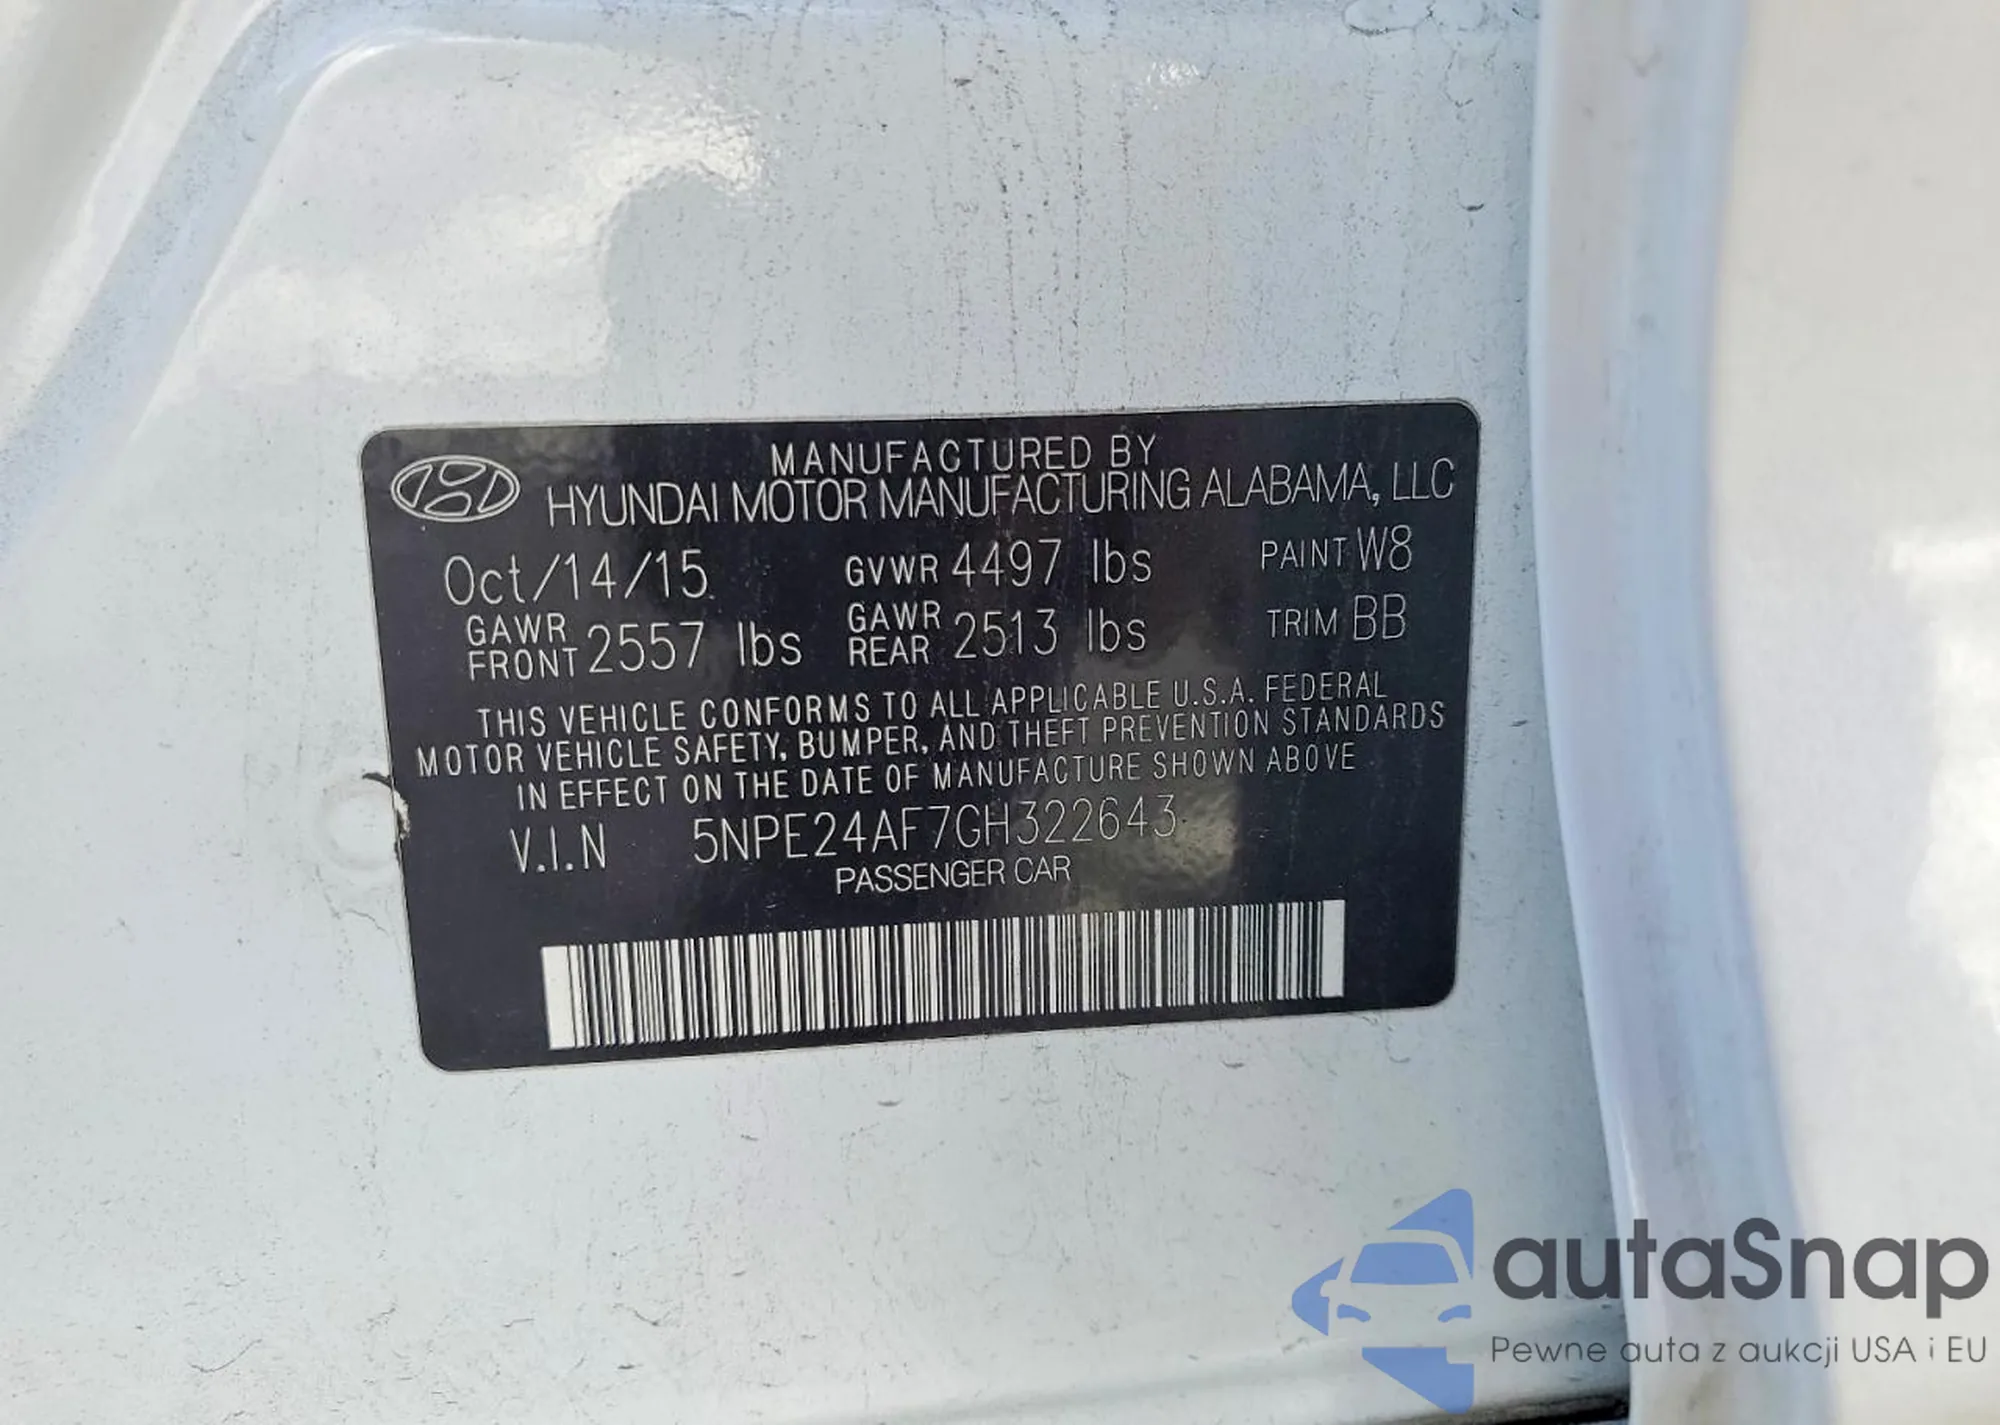 MANUFACTURED BY
HYUNDAI MOTOR MANUFACTURING ALABAMA, LLC
Oct/14/15 GVWR 4497 lbs PAINT W8
GAWR FRONT 2557 lbs GAWR REAR 2513 lbs TRIM BB
THIS VEHICLE CONFORMS TO ALL APPLICABLE U.S.A. FEDERAL
MOTOR VEHICLE SAFETY, BUMPER, AND THEFT PREVENTION STANDARDS
IN EFFECT ON THE DATE OF MANUFACTURE SHOWN ABOVE
V.I.N 5NPE24AF7GH322643
PASSENGER CAR
autaSnap
Pewne auta z aukcji USA i EU